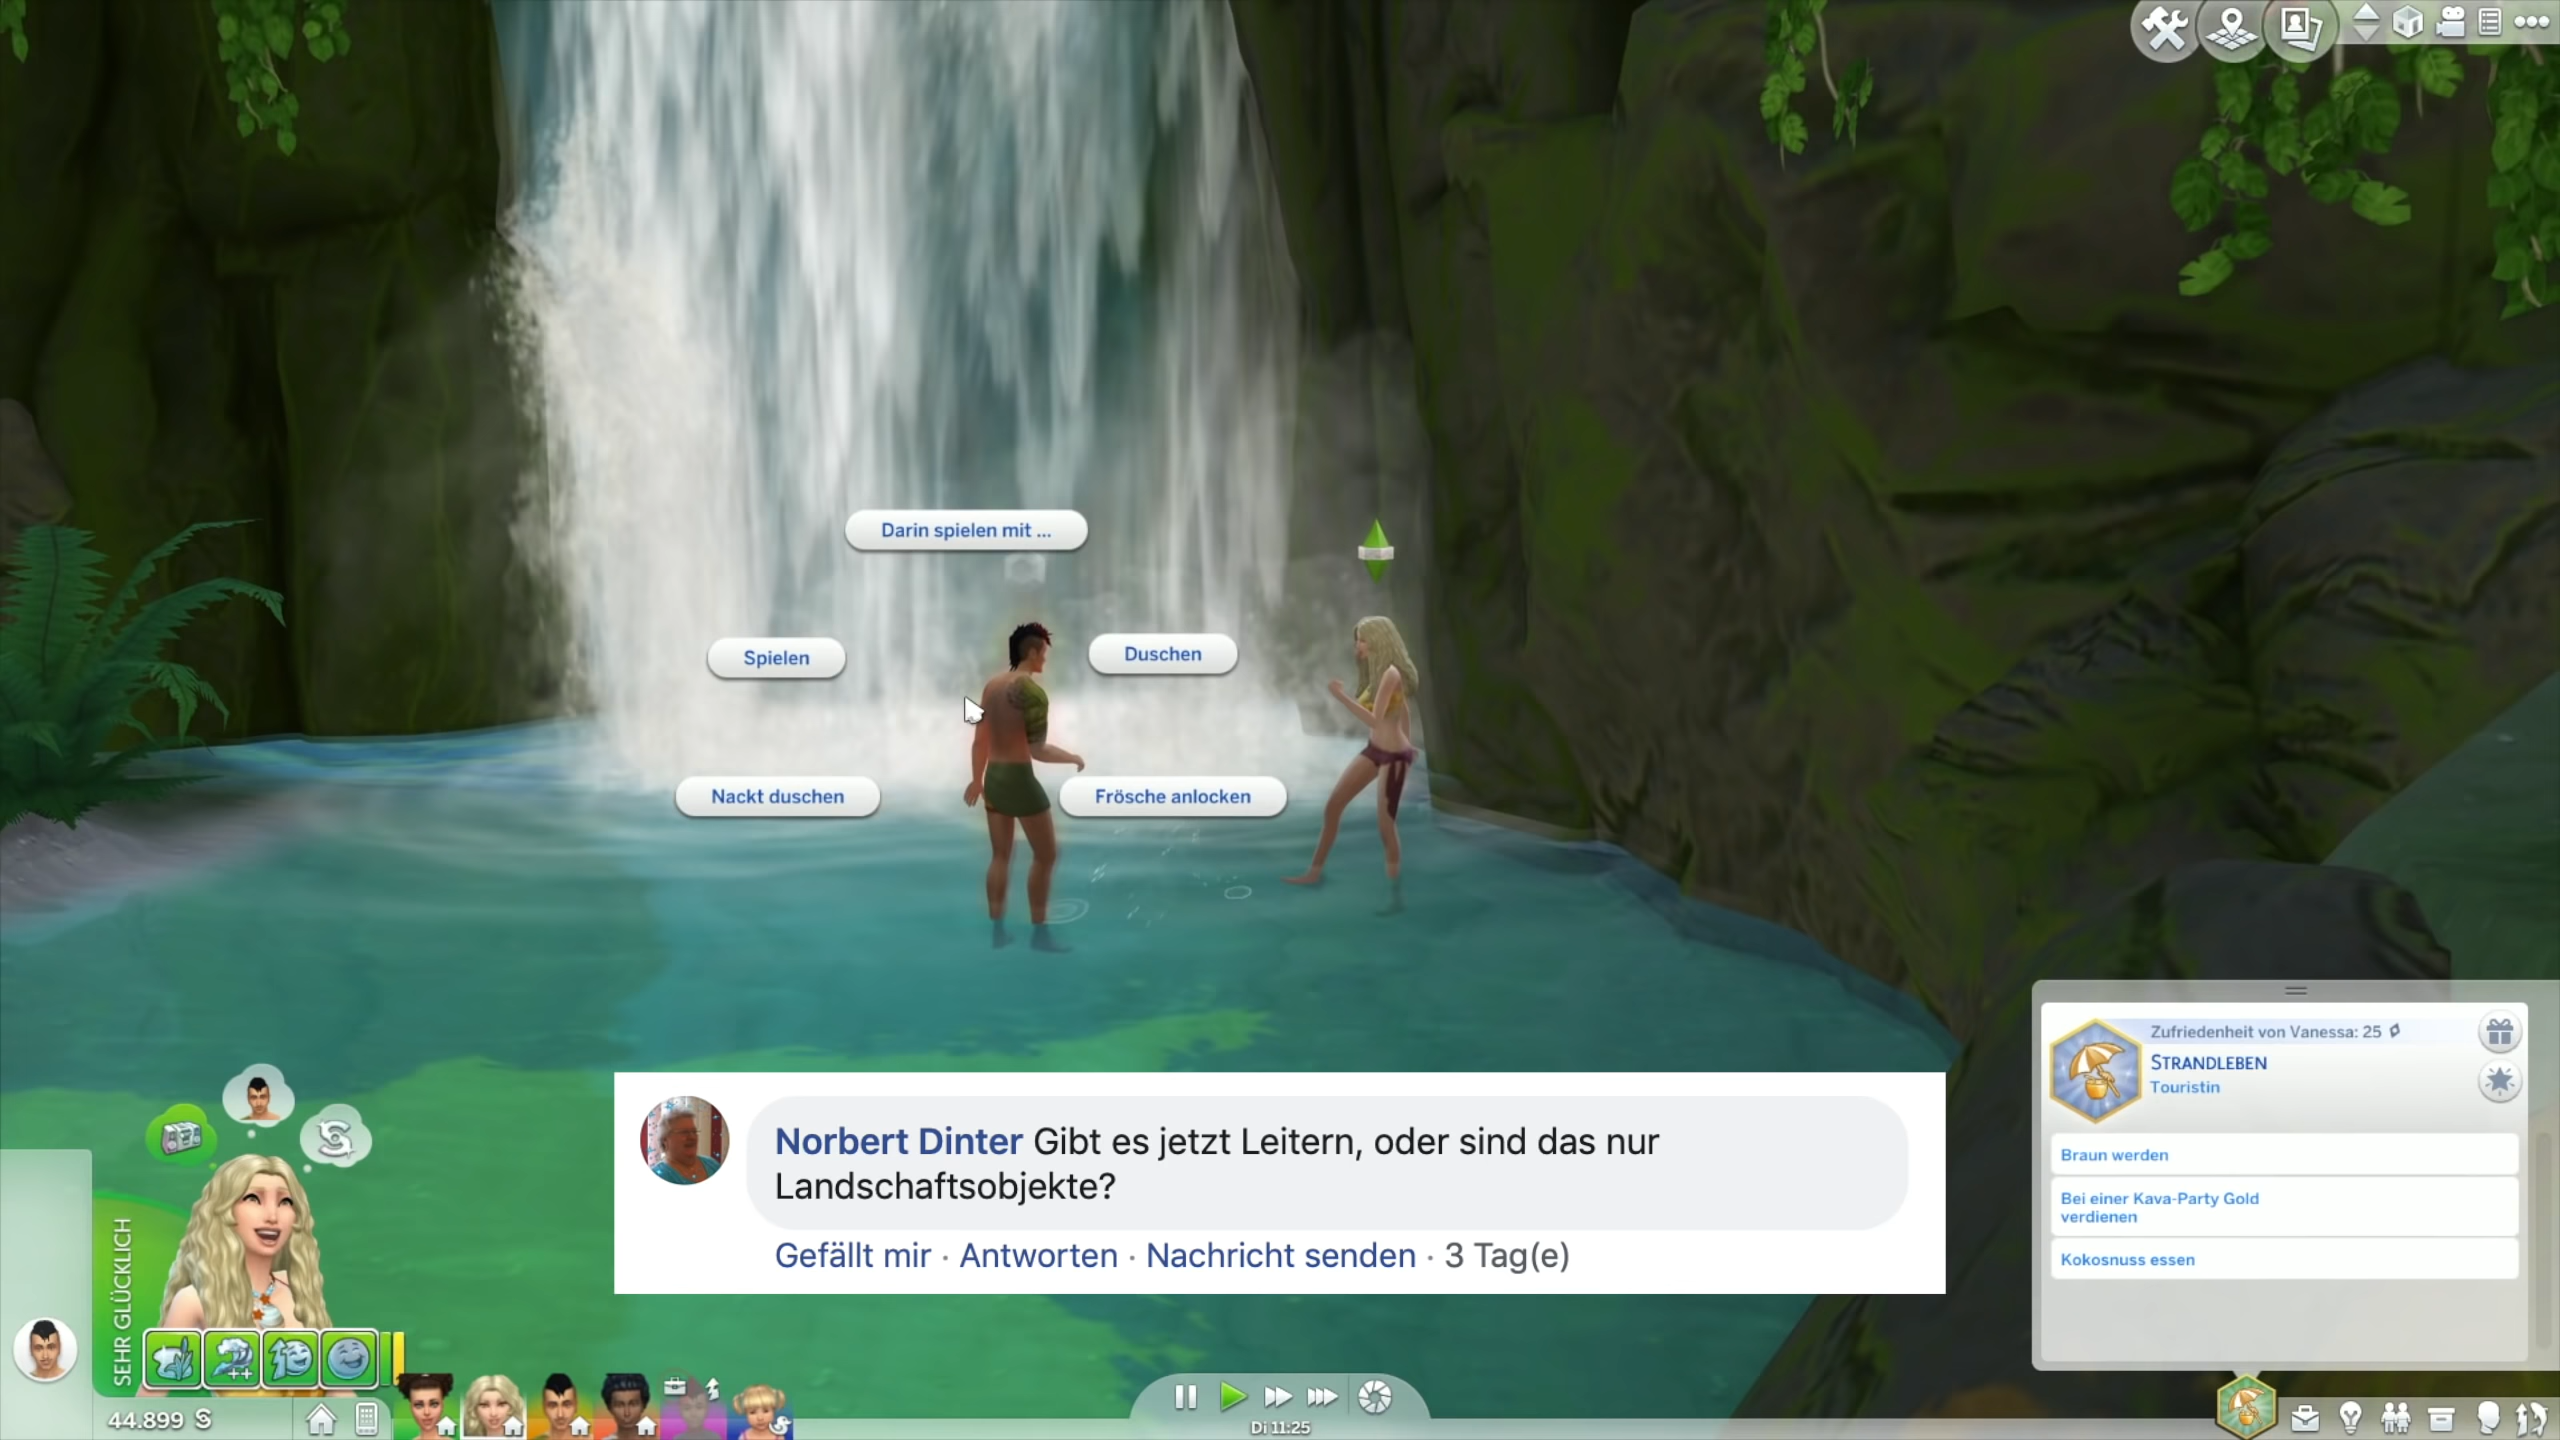 Darin spielen mit ...
Spielen
Duschen
Nackt duschen
Frösche anlocken
Zufriedenheit von Vanessa: 25
STRANDLEBEN
Touristin
Braun werden
Bei einer Kava-Party Gold
verdienen
Kokosnuss essen
Norbert Dinter Gibt es jetzt Leitern, oder sind das nur
Landschaftsobjekte?
Gefällt mir · Antworten · Nachricht senden · 3 Tag(e)
SEHR GLÜCKLICH
44.899
Di 11:25